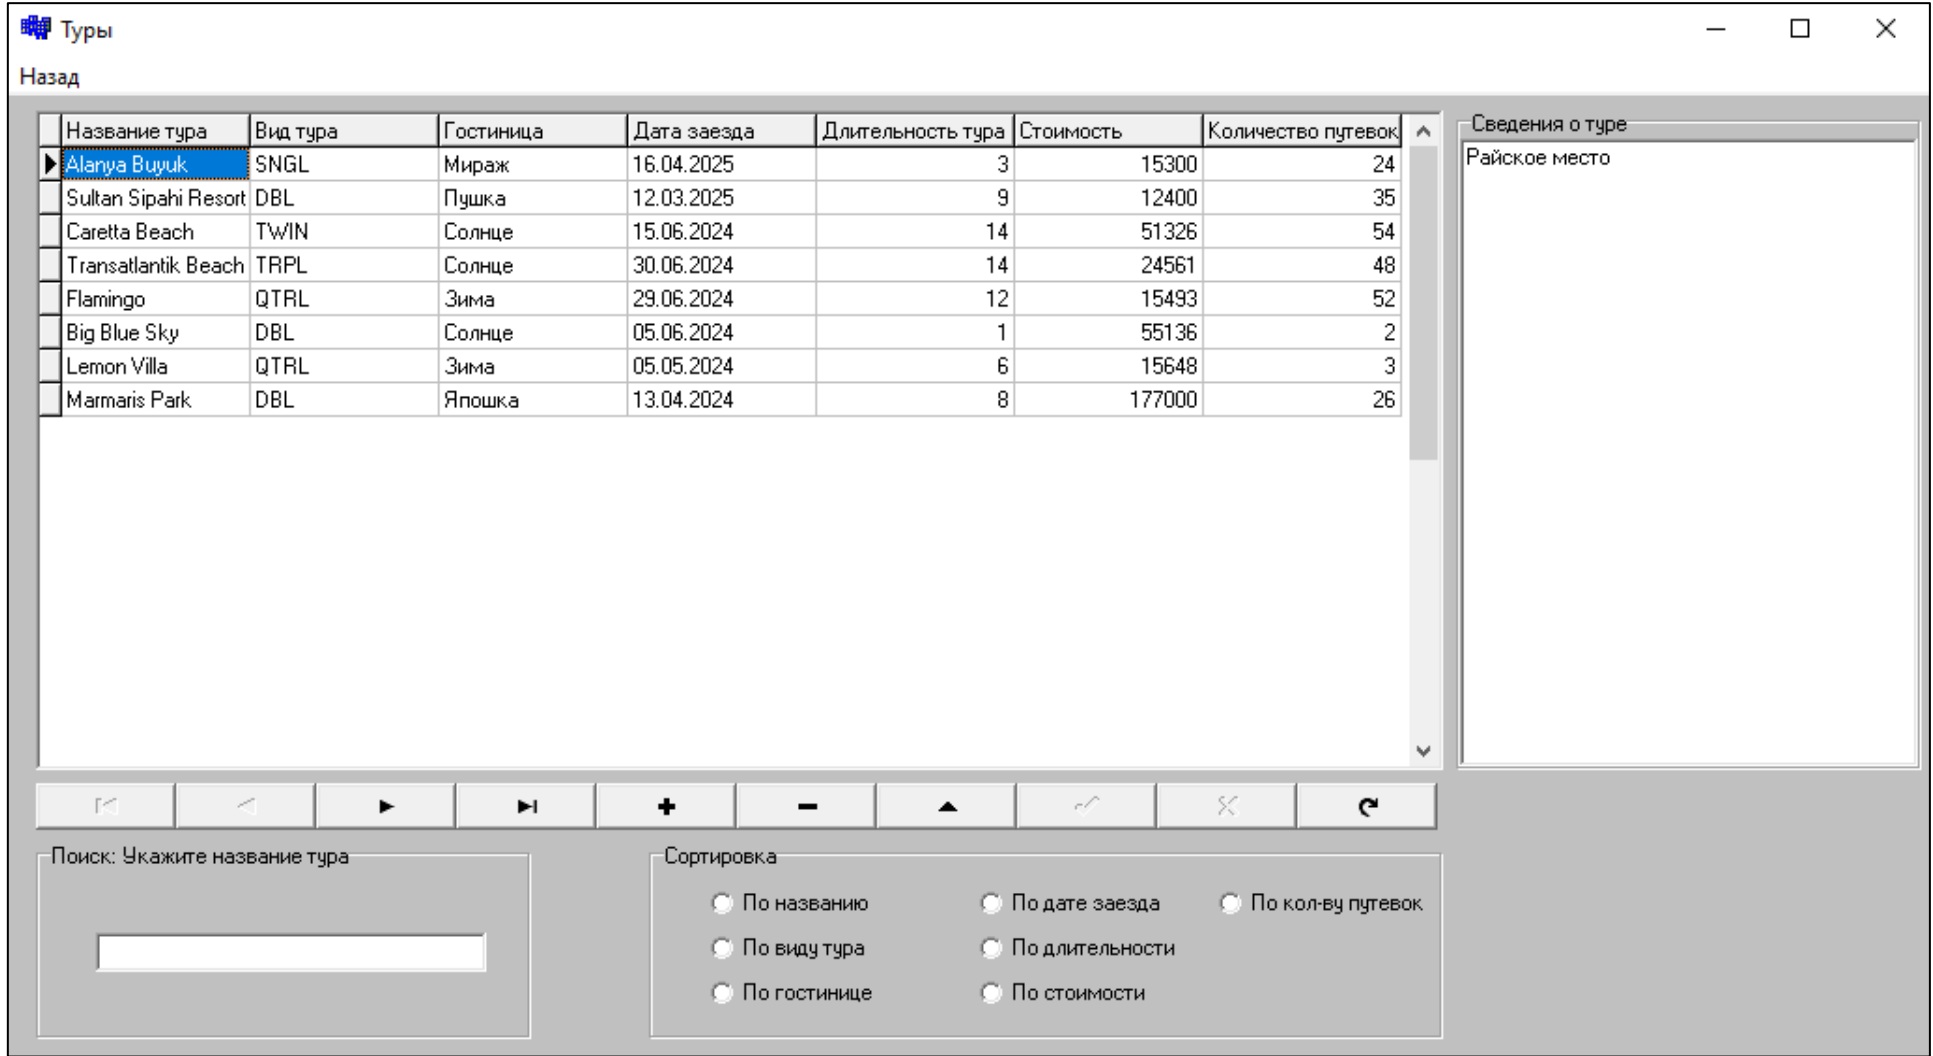 Туры
Назад
Название тура Вид тура Гостиница Дата заезда Длительность тура Стоимость Количество путевок
Alanya Buyuk SNGL Мираж 16.04.2025 3 15300 24
Sultan Sipahi Resort DBL Пушка 12.03.2025 9 12400 35
Caretta Beach TWIN Солнце 15.06.2024 14 51326 54
Transatlantik Beach TRPL Солнце 30.06.2024 14 24561 48
Flamingo QTRL Зима 29.06.2024 12 15493 52
Big Blue Sky DBL Солнце 05.06.2024 1 55136 2
Lemon Villa QTRL Зима 05.05.2024 6 15648 3
Marmaris Park DBL Япошка 13.04.2024 8 177000 26
Сведения о туре
Райское место
Поиск: Укажите название тура
Сортировка
По названию По дате заезда По кол-ву путевок
По виду тура По длительности
По гостинице По стоимости